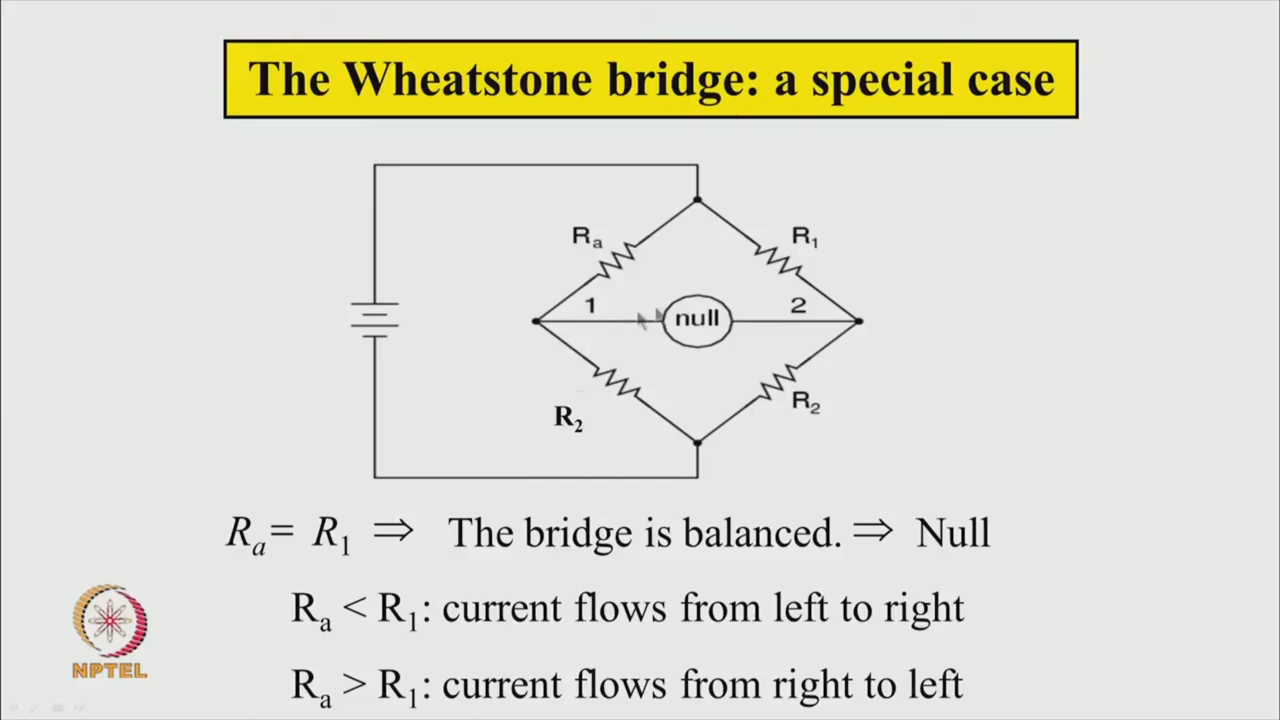 The Wheatstone bridge: a special case
Rₐ
R₁
1
null
2
R₂
R₂
Rₐ = R₁ ⇒ The bridge is balanced. ⇒ Null
Rₐ < R₁: current flows from left to right
Rₐ > R₁: current flows from right to left
NPTEL